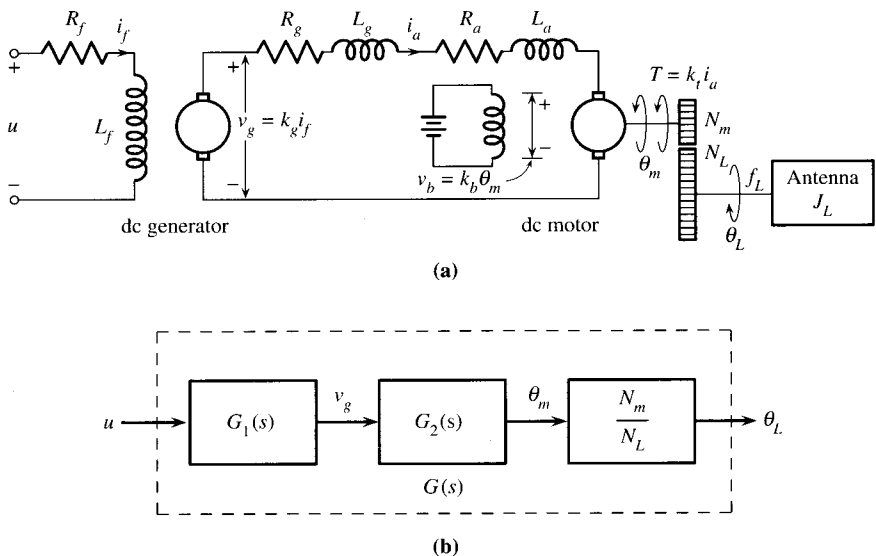 R_f i_f
R_g L_g i_a R_a L_a
T = k_t i_a
+
u
−
L_f
+
v_g = k_g i_f
−
+
−
v_b = k_b θ_m
θ_m
N_m
N_L
f_L
θ_L
Antenna
J_L
dc generator
dc motor
(a)
u
G_1(s)
v_g
G_2(s)
θ_m
N_m
N_L
θ_L
G(s)
(b)